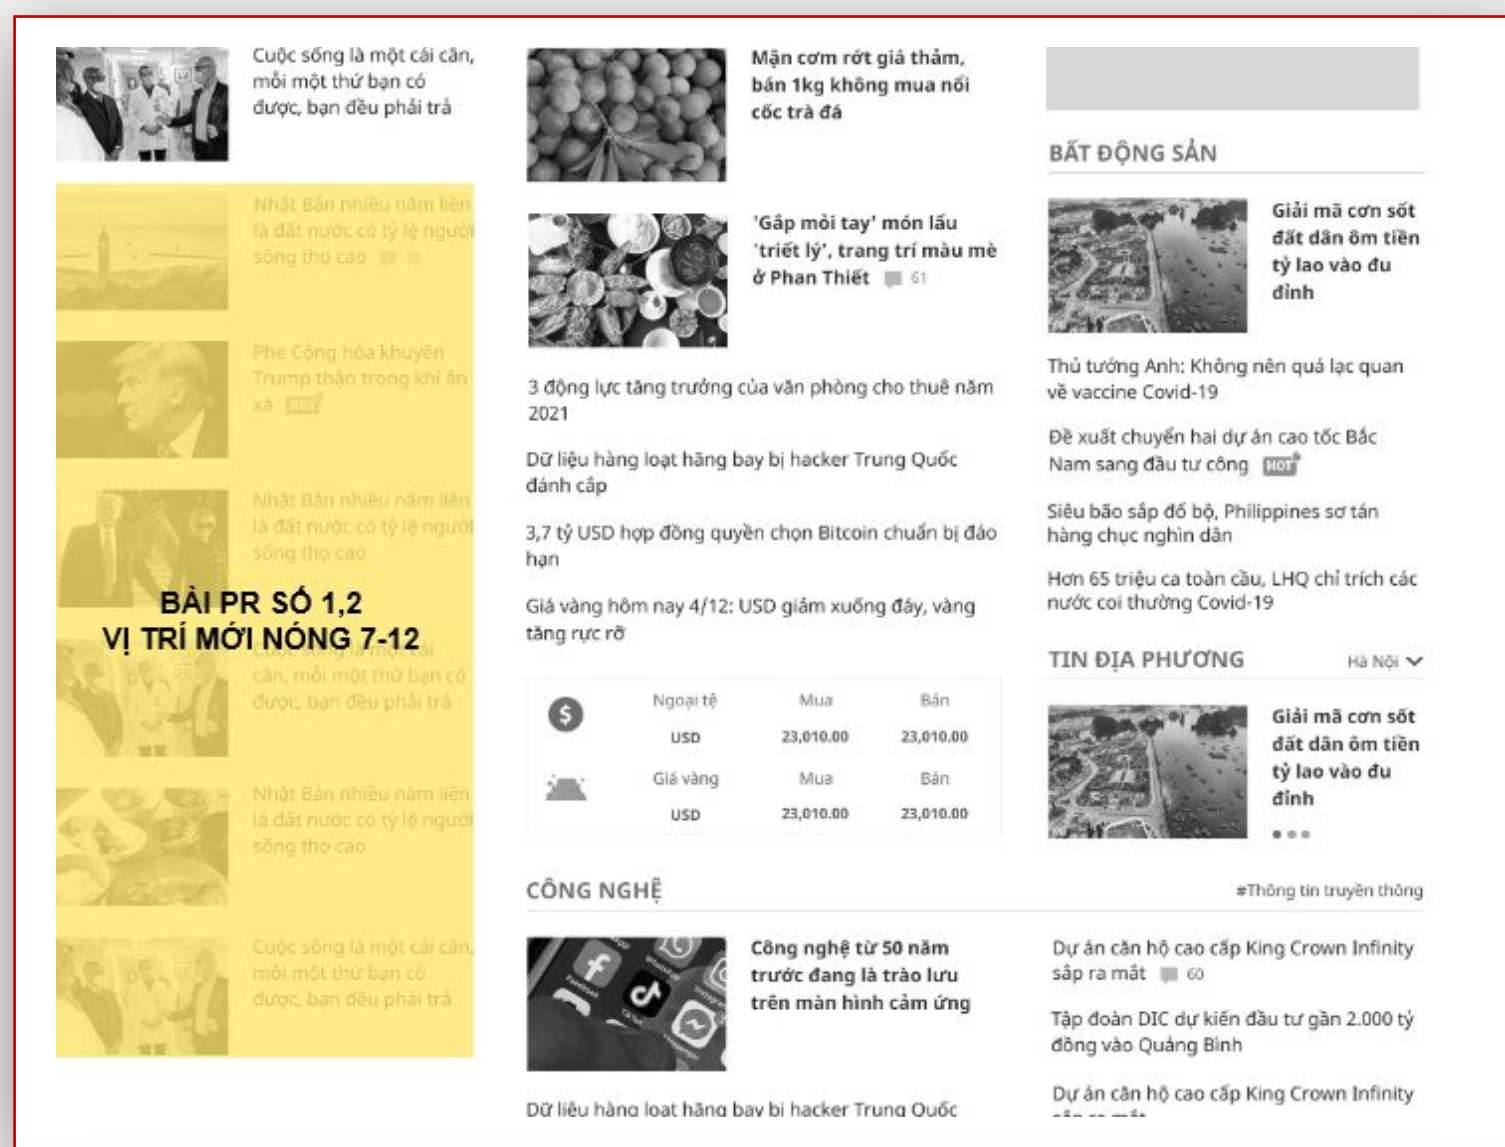 Cuộc sống là một cái cân,
mỗi một thứ bạn có
được, bạn đều phải trả
Nhật Bản nhiều năm liền
là đất nước có tỷ lệ người
sống thọ cao 30
Phe Cộng hòa khuyên
Trump thận trọng khi ân
xá HOT
Nhật Bản nhiều năm liền
là đất nước có tỷ lệ người
sống thọ cao
BÀI PR SỐ 1,2
VỊ TRÍ MỚI NÓNG 7-12
Cuộc sống là một cái
cân, mỗi một thứ bạn có
được, bạn đều phải trả
Nhật Bản nhiều năm liền
là đất nước có tỷ lệ người
sống thọ cao
Cuộc sống là một cái cân,
mỗi một thứ bạn có
được, bạn đều phải trả
Mận cơm rớt giá thảm,
bán 1kg không mua nổi
cốc trà đá
'Gắp mỏi tay' món lẩu
'triết lý', trang trí màu mè
ở Phan Thiết 61
3 động lực tăng trưởng của văn phòng cho thuê năm
2021
Dữ liệu hàng loạt hãng bay bị hacker Trung Quốc
đánh cắp
3,7 tỷ USD hợp đồng quyền chọn Bitcoin chuẩn bị đáo
hạn
Giá vàng hôm nay 4/12: USD giảm xuống đáy, vàng
tăng rực rỡ
Ngoại tệ Mua Bán
USD 23,010.00 23,010.00
Giá vàng Mua Bán
USD 23,010.00 23,010.00
BẤT ĐỘNG SẢN
Giải mã cơn sốt
đất dân ôm tiền
tỷ lao vào đu
đỉnh
Thủ tướng Anh: Không nên quá lạc quan
về vaccine Covid-19
Đề xuất chuyển hai dự án cao tốc Bắc
Nam sang đầu tư công HOT
Siêu bão sắp đổ bộ, Philippines sơ tán
hàng chục nghìn dân
Hơn 65 triệu ca toàn cầu, LHQ chỉ trích các
nước coi thường Covid-19
TIN ĐỊA PHƯƠNG Hà Nội
Giải mã cơn sốt
đất dân ôm tiền
tỷ lao vào đu
đỉnh
CÔNG NGHỆ #Thông tin truyền thông
Facebook
WhatsApp
TikTok
Messenger
Công nghệ từ 50 năm
trước đang là trào lưu
trên màn hình cảm ứng
Dữ liệu hàng loạt hãng bay bị hacker Trung Quốc
Dự án căn hộ cao cấp King Crown Infinity
sắp ra mắt 60
Tập đoàn DIC dự kiến đầu tư gần 2.000 tỷ
đồng vào Quảng Bình
Dự án căn hộ cao cấp King Crown Infinity
sắp ra mắt